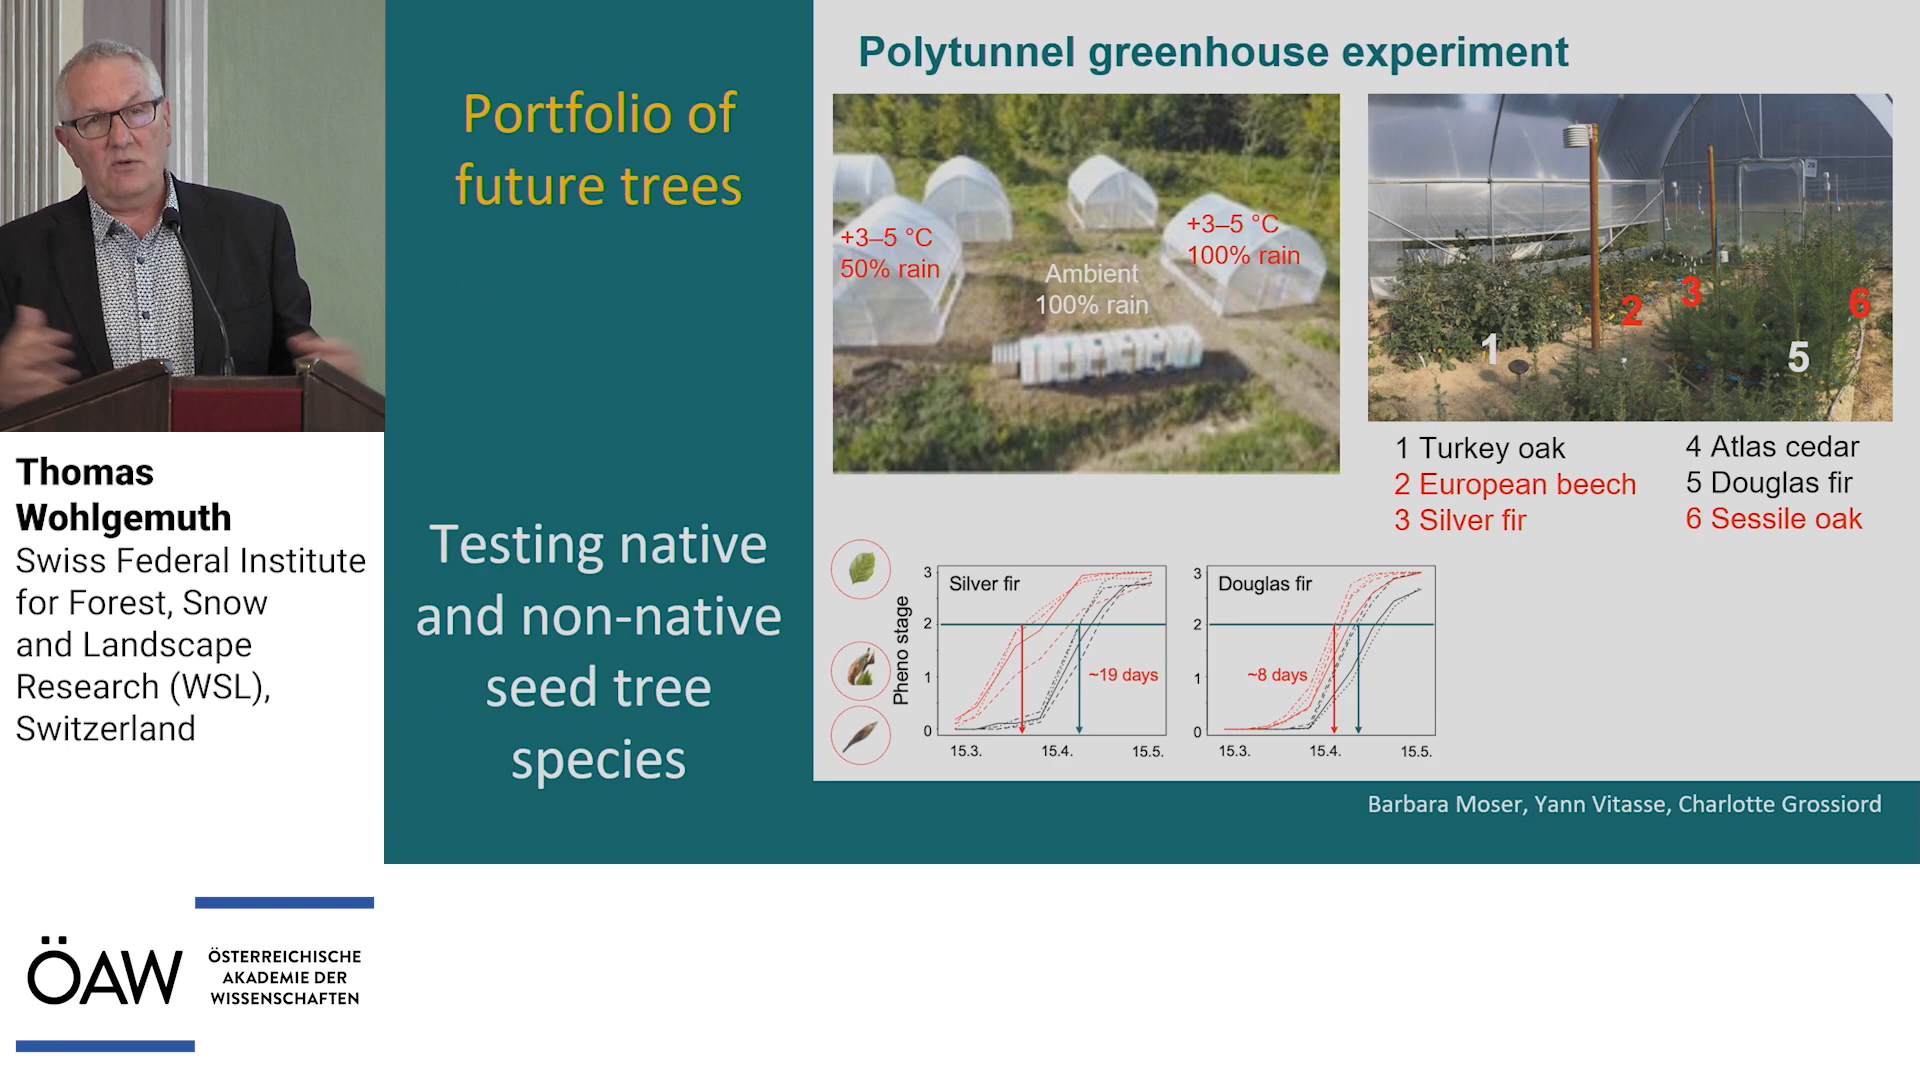 Thomas
Wohlgemuth
Swiss Federal Institute
for Forest, Snow
and Landscape
Research (WSL),
Switzerland
ÖAW
ÖSTERREICHISCHE
AKADEMIE DER
WISSENSCHAFTEN
Portfolio of
future trees
Testing native
and non-native
seed tree
species
Polytunnel greenhouse experiment
+3–5 °C
50% rain
Ambient
100% rain
+3–5 °C
100% rain
1
2
3
5
6
1 Turkey oak
2 European beech
3 Silver fir
4 Atlas cedar
5 Douglas fir
6 Sessile oak
Pheno stage
3
2
1
0
Silver fir
~19 days
15.3.
15.4.
15.5.
3
2
1
0
Douglas fir
~8 days
15.3.
15.4.
15.5.
Barbara Moser, Yann Vitasse, Charlotte Grossiord